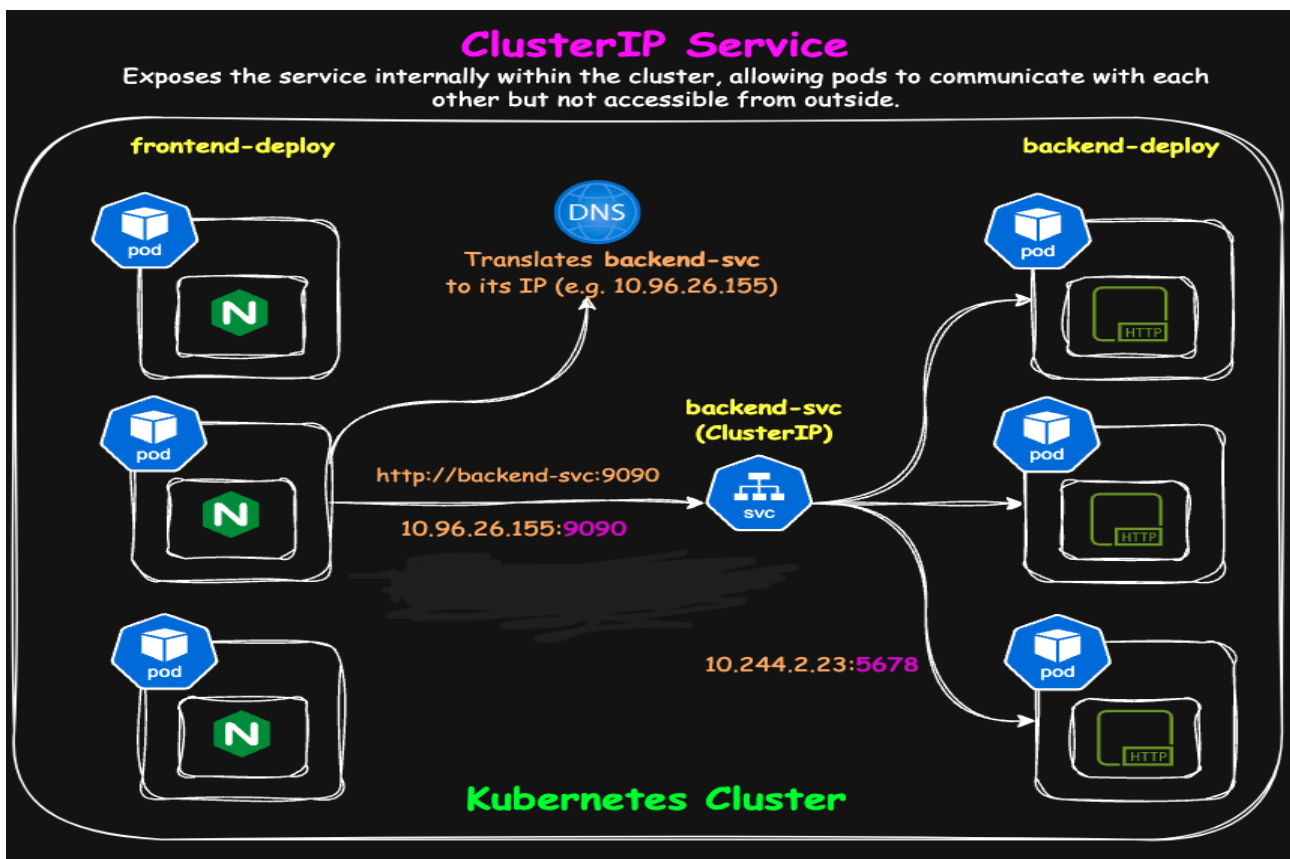 ClusterIP Service
Exposes the service internally within the cluster, allowing pods to communicate with each
other but not accessible from outside.
frontend-deploy
backend-deploy
pod
N
DNS
Translates backend-svc
to its IP (e.g. 10.96.26.155)
pod
HTTP
pod
N
http://backend-svc:9090
10.96.26.155:9090
backend-svc
(ClusterIP)
svc
pod
HTTP
pod
N
10.244.2.23:5678
pod
HTTP
Kubernetes Cluster